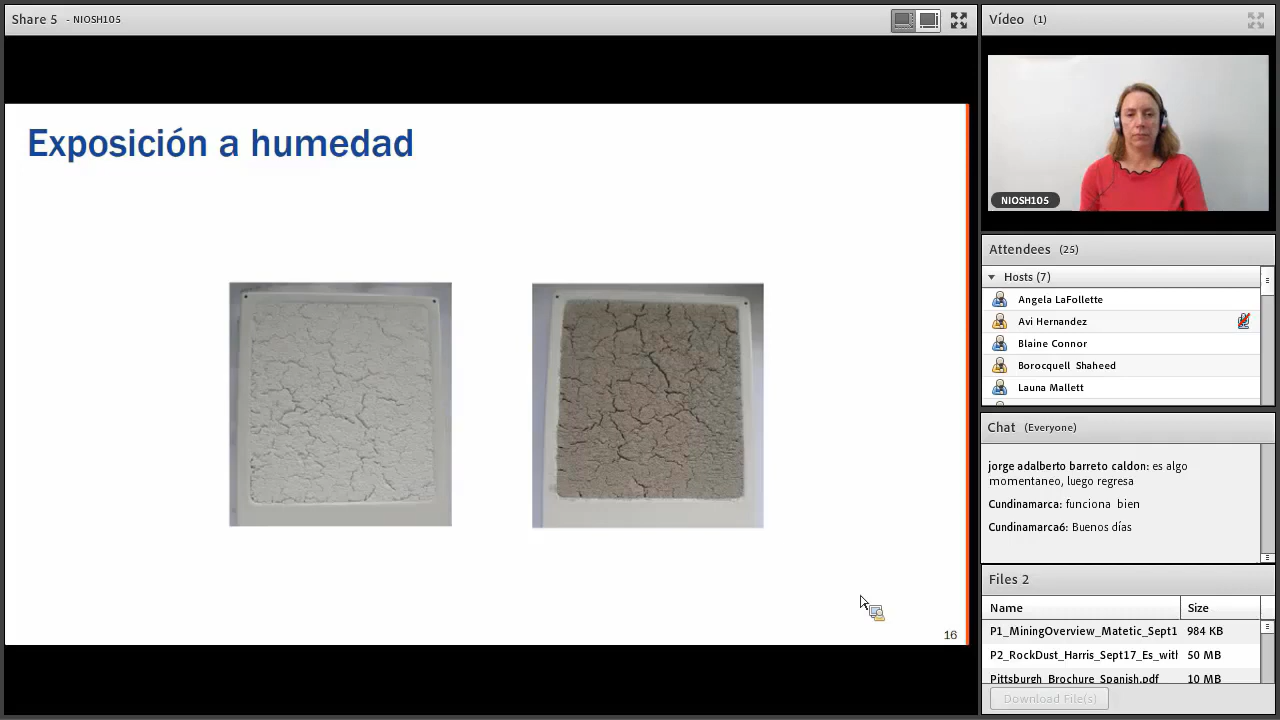 Share 5 - NIOSH105
Exposición a humedad
16
Vídeo (1)
NIOSH105
Attendees (25)
Hosts (7)
Angela LaFollette
Avi Hernandez
Blaine Connor
Borocquell Shaheed
Launa Mallett
Chat (Everyone)
jorge adalberto barreto caldon: es algo
momentaneo, luego regresa
Cundinamarca: funciona bien
Cundinamarca6: Buenos días
Files 2
Name Size
P1_MiningOverview_Matetic_Sept1 984 KB
P2_RockDust_Harris_Sept17_Es_with 50 MB
Pittsburgh_Brochure_Spanish.pdf 10 MB
Download File(s)